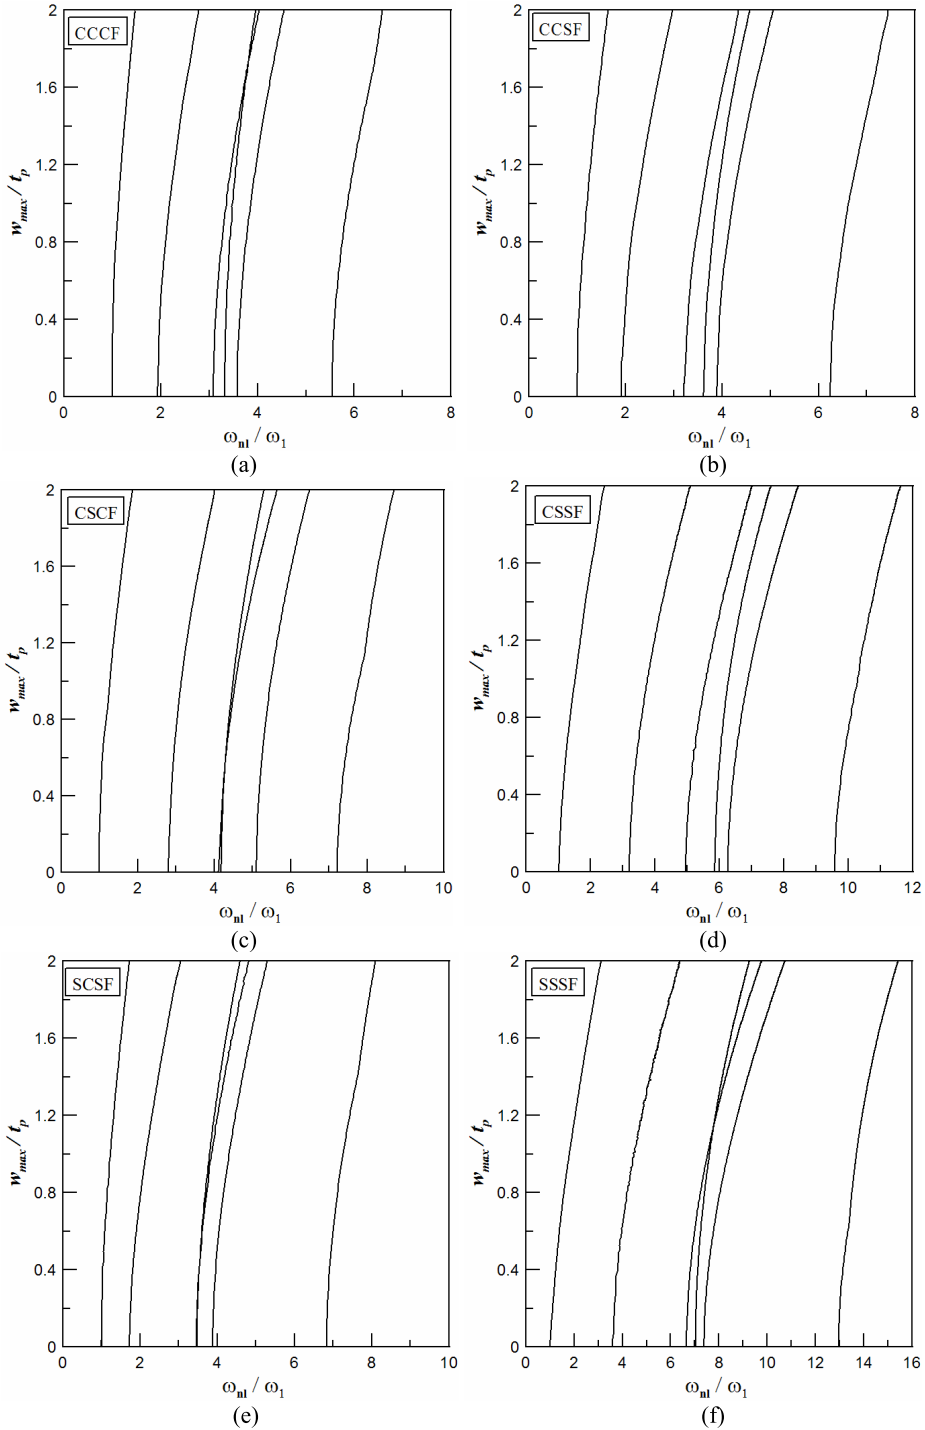 CCCF
w_max / t_p
2
1.6
1.2
0.8
0.4
0
0 2 4 6 8
ω_nl / ω_1
(a)
CCSF
w_max / t_p
2
1.6
1.2
0.8
0.4
0
0 2 4 6 8
ω_nl / ω_1
(b)
CSCF
w_max / t_p
2
1.6
1.2
0.8
0.4
0
0 2 4 6 8 10
ω_nl / ω_1
(c)
CSSF
w_max / t_p
2
1.6
1.2
0.8
0.4
0
0 2 4 6 8 10 12
ω_nl / ω_1
(d)
SCSF
w_max / t_p
2
1.6
1.2
0.8
0.4
0
0 2 4 6 8 10
ω_nl / ω_1
(e)
SSSF
w_max / t_p
2
1.6
1.2
0.8
0.4
0
0 2 4 6 8 10 12 14 16
ω_nl / ω_1
(f)